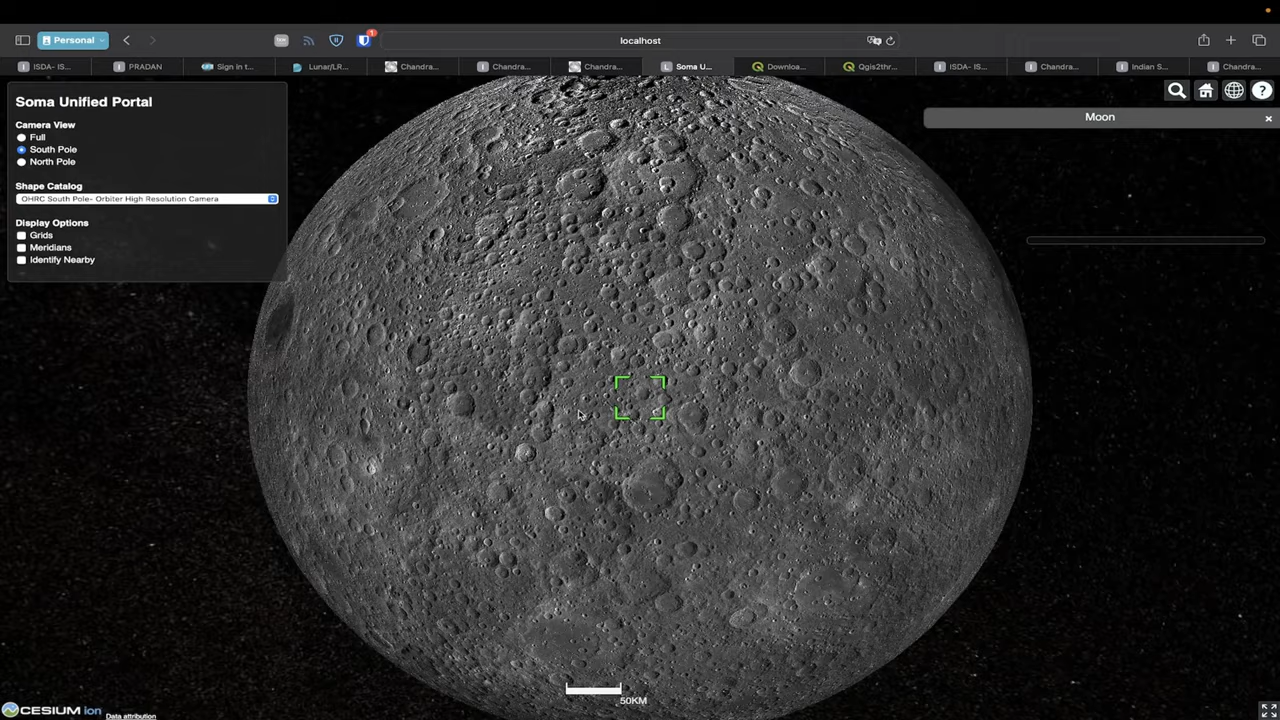 Personal
localhost
1
ISDA- IS...
PRADAN
Sign in t...
Lunar/LR...
Chandra...
Chandra...
Chandra...
Soma U...
Downloa...
Qgis2thr...
ISDA- IS...
Chandra...
Indian S...
Chandra...
Soma Unified Portal
Camera View
Full
South Pole
North Pole
Shape Catalog
OHRC South Pole- Orbiter High Resolution Camera
Display Options
Grids
Meridians
Identify Nearby
Moon
50KM
CESIUM ion
Data attribution